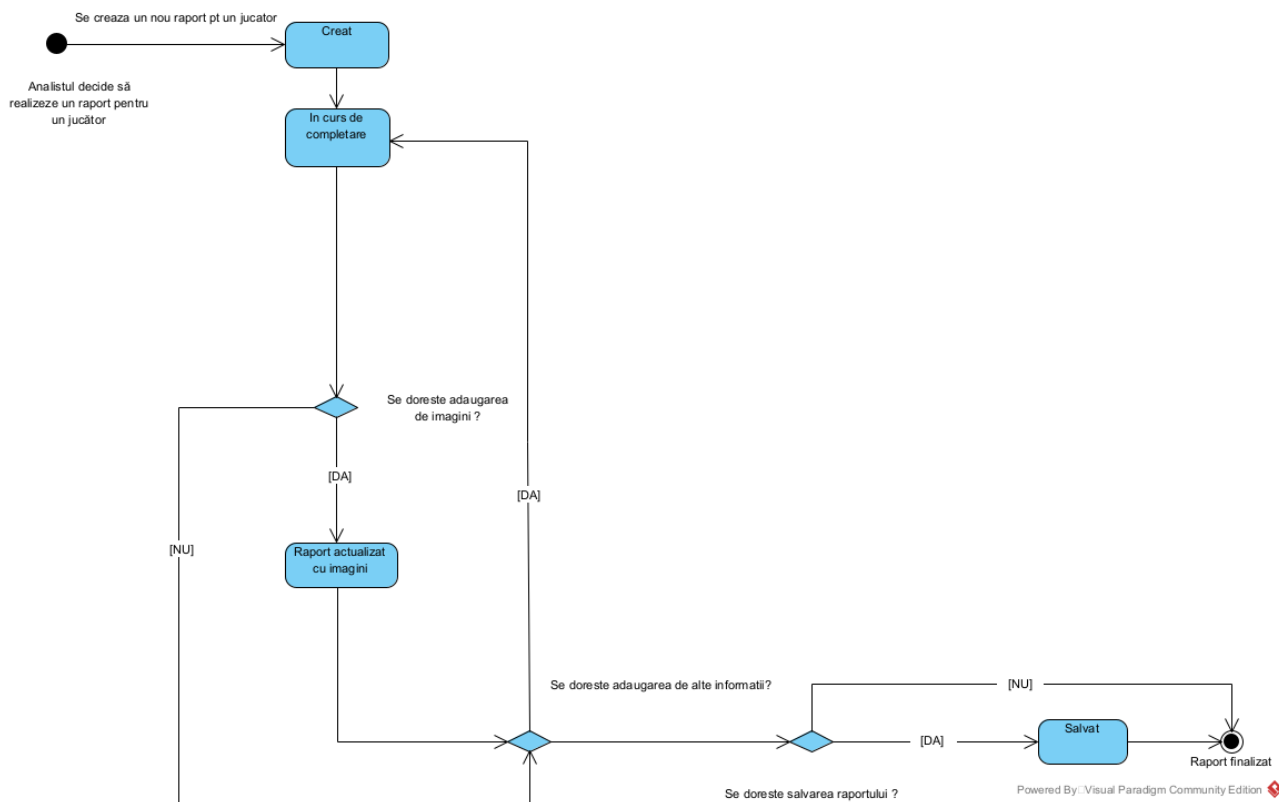 Se creaza un nou raport pt un jucator
Creat
Analistul decide să
realizeze un raport pentru
un jucător
In curs de
completare
Se doreste adaugarea
de imagini ?
[DA]
[DA]
[NU]
Raport actualizat
cu imagini
Se doreste adaugarea de alte informatii?
[NU]
Salvat
[DA]
Raport finalizat
Se doreste salvarea raportului ?
Powered By Visual Paradigm Community Edition